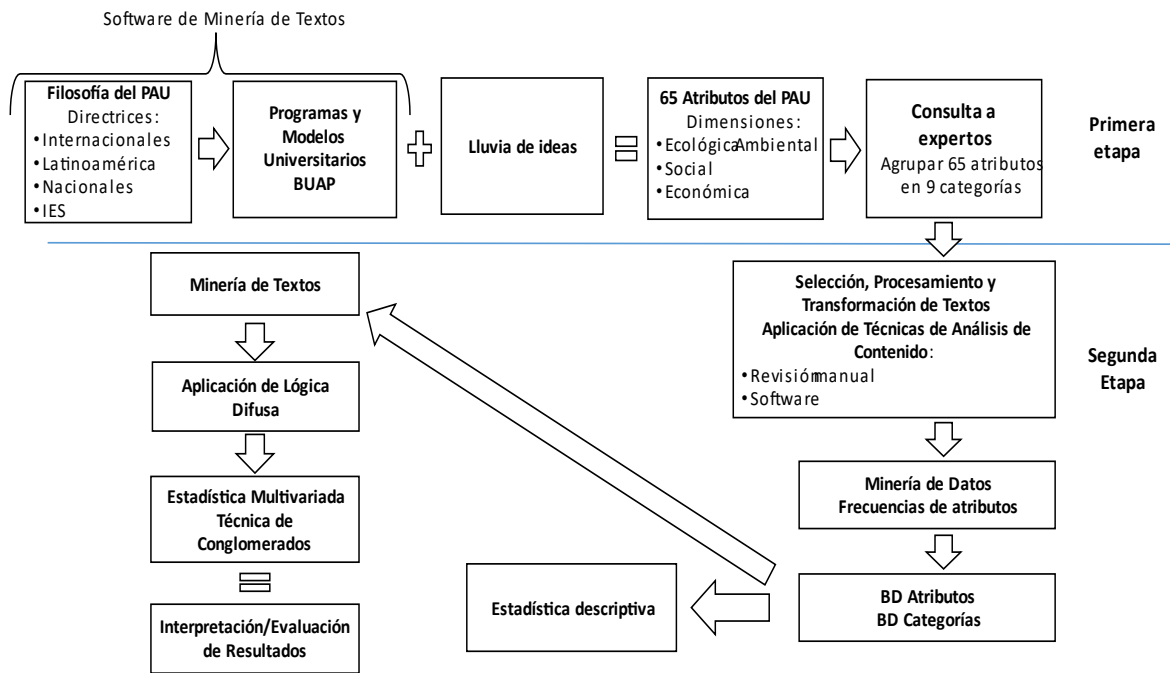 Software de Minería de Textos
Filosofía del PAU
Directrices:
• Internacionales
• Latinoamérica
• Nacionales
• IES
Programas y
Modelos
Universitarios
BUAP
Lluvia de ideas
65 Atributos del PAU
Dimensiones:
• EcológicaAmbiental
• Social
• Económica
Consulta a
expertos
Agrupar 65 atributos
en 9 categorías
Primera
etapa
Selección, Procesamiento y
Transformación de Textos
Aplicación de Técnicas de Análisis de
Contenido:
• Revisiónmanual
• Software
Segunda
Etapa
Minería de Datos
Frecuencias de atributos
BD Atributos
BD Categorías
Estadística descriptiva
Minería de Textos
Aplicación de Lógica
Difusa
Estadística Multivariada
Técnica de
Conglomerados
Interpretación/Evaluación
de Resultados